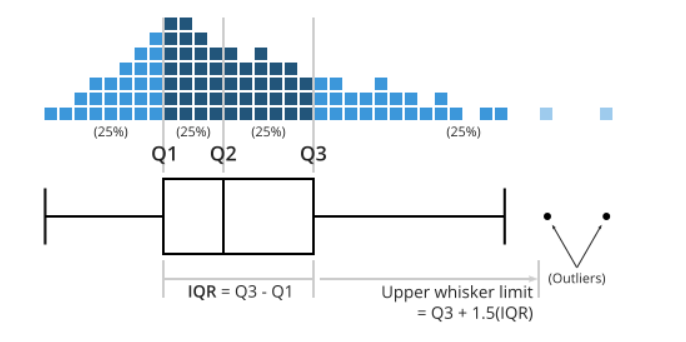 (25%) (25%) (25%) (25%)
Q1 Q2 Q3
(Outliers)
IQR = Q3 - Q1
Upper whisker limit
= Q3 + 1.5(IQR)